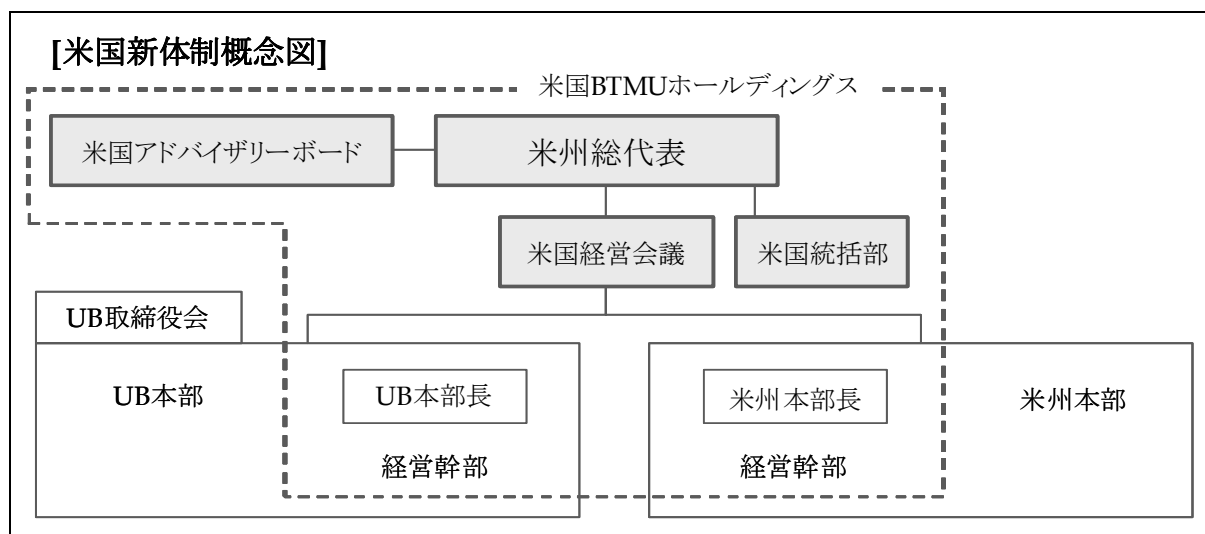 [米国新体制概念図]
米国BTMUホールディングス
米国アドバイザリーボード
米州総代表
米国経営会議
米国統括部
UB取締役会
UB本部
UB本部長
経営幹部
米州本部長
経営幹部
米州本部